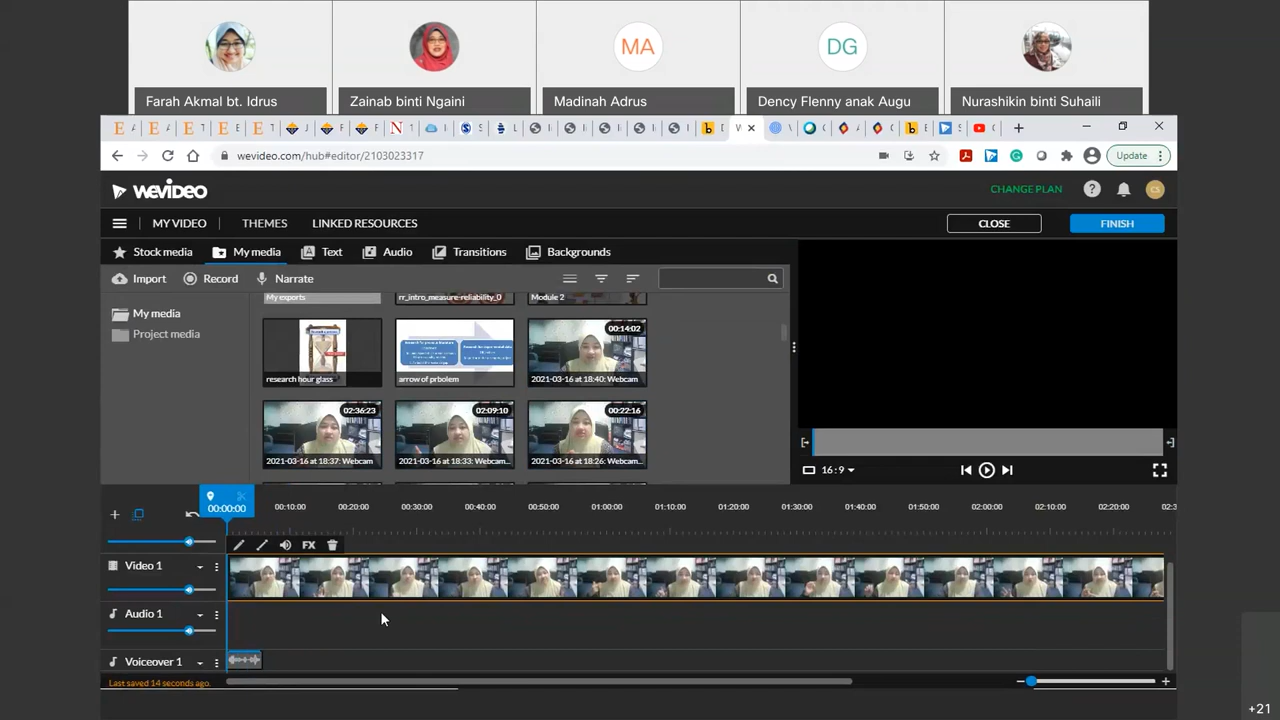 MA
DG
Farah Akmal bt. Idrus
Zainab binti Ngaini
Madinah Adrus
Dency Flenny anak Augu
Nurashikin binti Suhaili
wevideo.com/hub#editor/2103023317
Update
WEVIDEO
CHANGE PLAN
CS
MY VIDEO
THEMES
LINKED RESOURCES
CLOSE
FINISH
Stock media
My media
Text
Audio
Transitions
Backgrounds
Import
Record
Narrate
My media
Project media
My exports
rr_intro_measure-reliability_0
Module 2
research hour glass
arrow of prbolem
00:14:02
2021-03-16 at 18:40: Webcam
02:36:23
2021-03-16 at 18:37: Webcam
02:09:10
2021-03-16 at 18:33: Webcam...
00:22:16
2021-03-16 at 18:26: Webcam...
16:9
00:00:00
00:10:00
00:20:00
00:30:00
00:40:00
00:50:00
01:00:00
01:10:00
01:20:00
01:30:00
01:40:00
01:50:00
02:00:00
02:10:00
02:20:00
02:3
FX
Video 1
Audio 1
Voiceover 1
Last saved 14 seconds ago.
+21